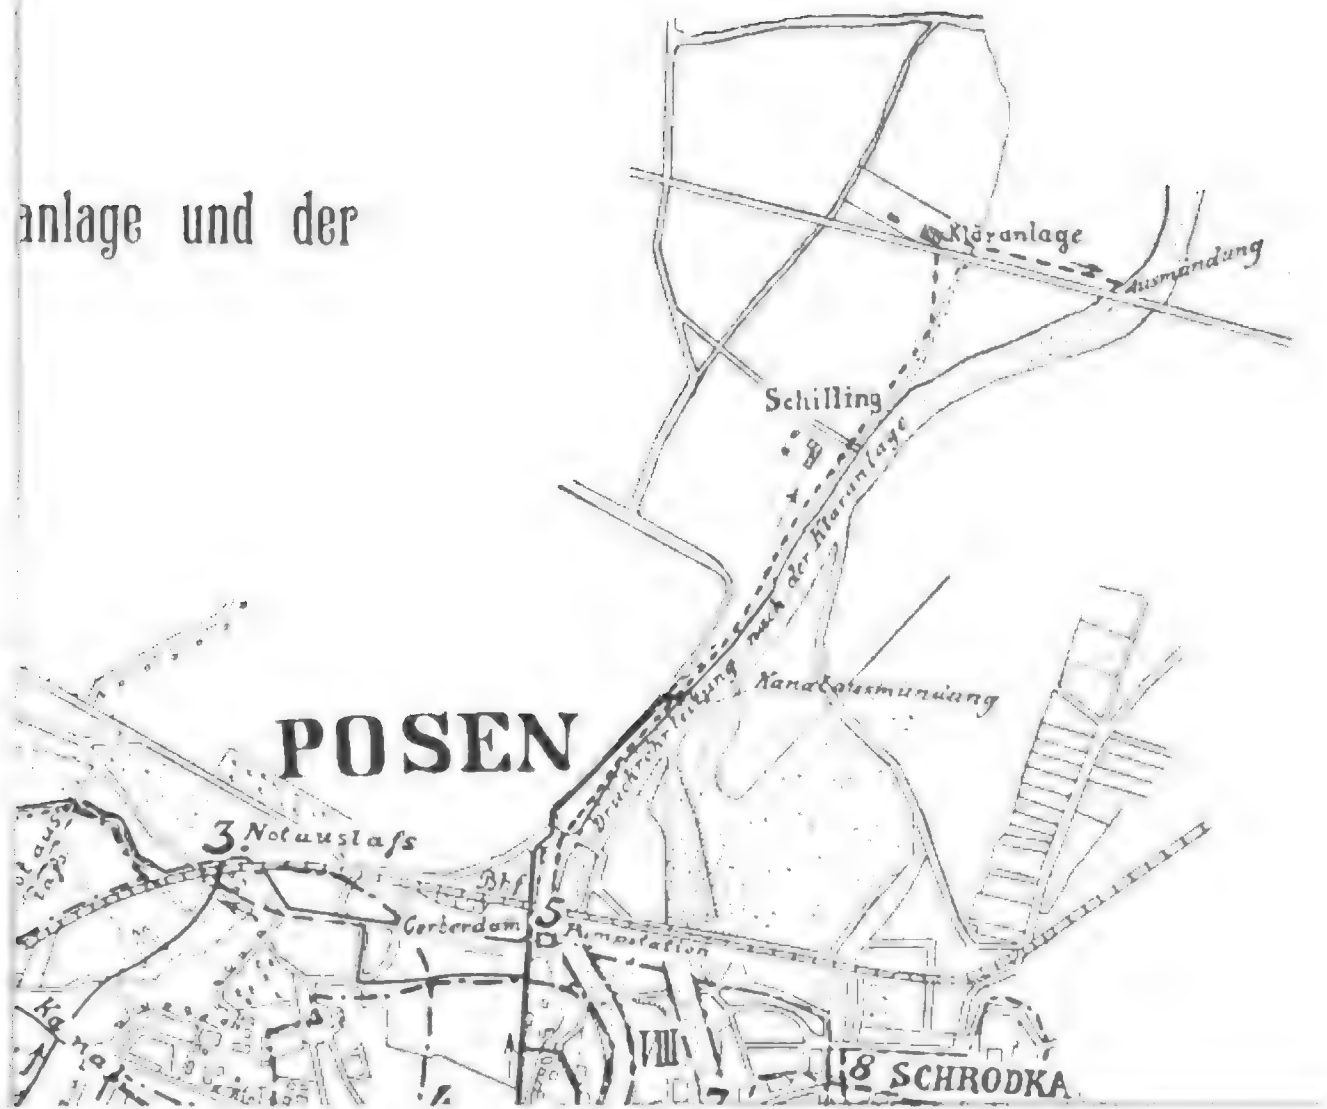 anlage und der
Kläranlage
Ausmündung
Schilling
Druckrohrleitung nach der Kläranlage
Kanalausmündung
POSEN
3 Notauslaſs
Bhf
Gerberdam
5
Pumpstation
Kanal
VIII
8 SCHRODKA